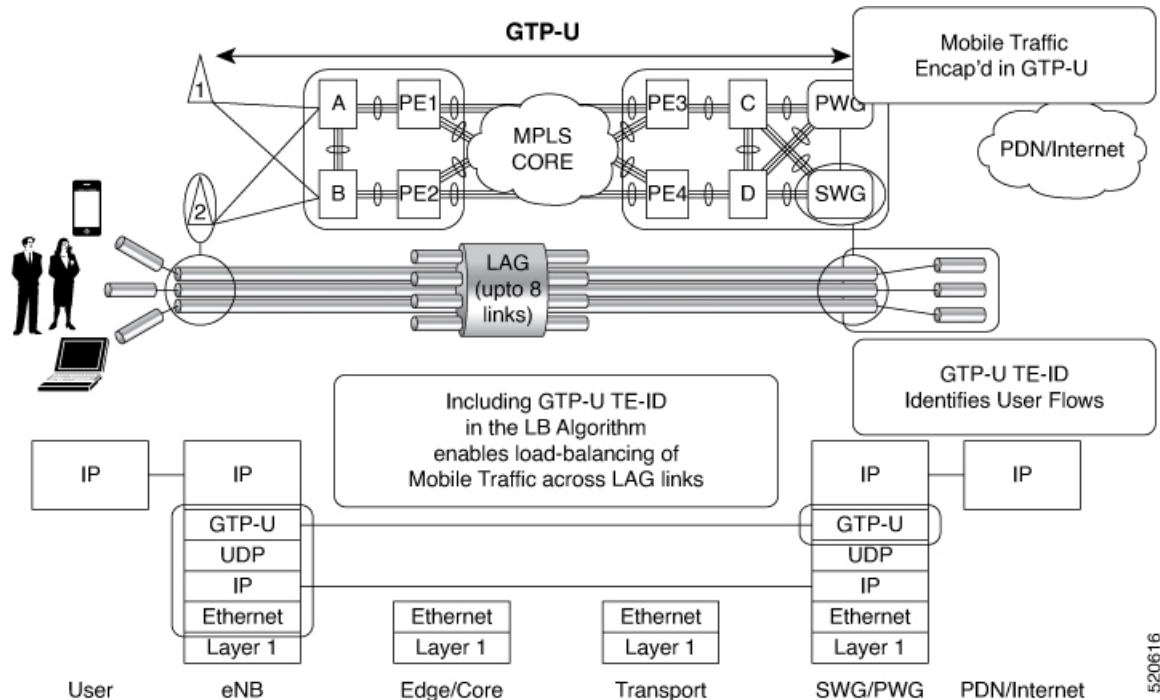 GTP-U
Mobile Traffic
Encap'd in GTP-U
1
A
PE1
MPLS
CORE
PE3
C
PWG
PDN/Internet
2
B
PE2
PE4
D
SWG
LAG
(upto 8
links)
GTP-U TE-ID
Identifies User Flows
Including GTP-U TE-ID
in the LB Algorithm
enables load-balancing of
Mobile Traffic across LAG links
IP
IP
IP
IP
GTP-U
GTP-U
UDP
UDP
IP
IP
Ethernet
Ethernet
Ethernet
Ethernet
Layer 1
Layer 1
Layer 1
Layer 1
User
eNB
Edge/Core
Transport
SWG/PWG
PDN/Internet
520616